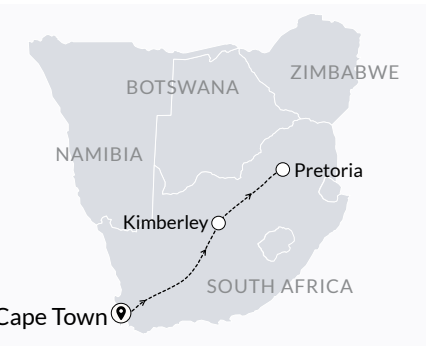 ZIMBABWE
BOTSWANA
NAMIBIA
Pretoria
Kimberley
SOUTH AFRICA
Cape Town